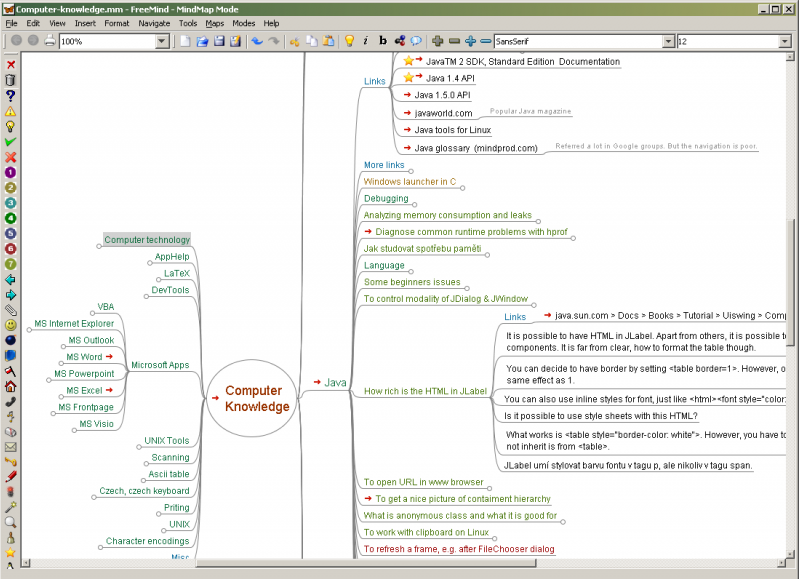 Computer-knowledge.mm - FreeMind - MindMap Mode
File Edit View Insert Format Navigate Tools Maps Modes Help
100%
SansSerif
12
JavaTM 2 SDK, Standard Edition Documentation
Links
Java 1.4 API
Java 1.5.0 API
javaworld.com
Popular Java magazine
Java tools for Linux
Java glossary (mindprod.com)
Referred a lot in Google groups. But the navigation is poor.
More links
Windows launcher in C
Debugging
Analyzing memory consumption and leaks
Diagnose common runtime problems with hprof
Jak studovat spotřebu paměti
Language
Some beginners issues
To control modality of JDialog & JWindow
Computer technology
AppHelp
LaTeX
DevTools
VBA
MS Internet Explorer
MS Outlook
MS Word
MS Powerpoint
MS Excel
MS Frontpage
MS Visio
Microsoft Apps
Computer
Knowledge
Java
UNIX Tools
Scanning
Ascii table
Czech, czech keyboard
Priting
UNIX
Character encodings
Misc
How rich is the HTML in JLabel
Links
java.sun.com > Docs > Books > Tutorial > Uiswing > Comp
It is possible to have HTML in JLabel. Apart from others, it is possible t
components. It is far from clear, how to format the table though.
You can decide to have border by setting <table border=1>. However, o
same effect as 1.
You can also use inline styles for font, just like <html><font style="color:
Is it possible to use style sheets with this HTML?
What works is <table style="border-color: white">. However, you have to
not inherit is from <table>.
JLabel umí stylovat barvu fontu v tagu p, ale nikoliv v tagu span.
To open URL in www browser
To get a nice picture of contaiment hierarchy
What is anonymous class and what it is good for
To work with clipboard on Linux
To refresh a frame, e.g. after FileChooser dialog